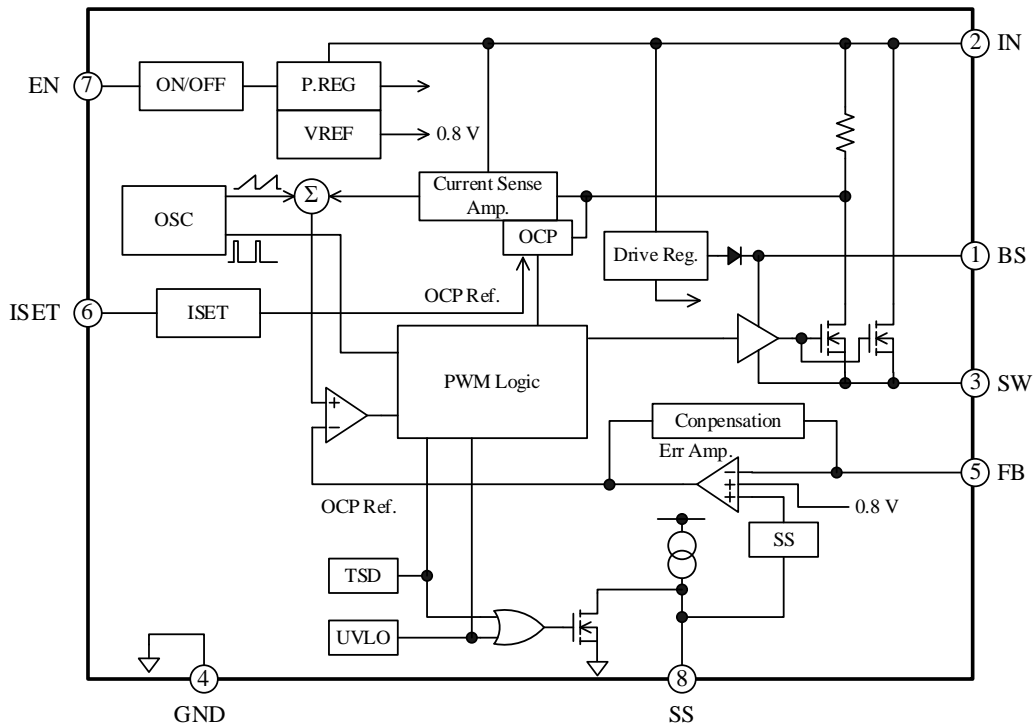 2 IN
EN 7
ON/OFF
P.REG
VREF
0.8 V
Σ
Current Sense
Amp.
OSC
OCP
Drive Reg.
1 BS
ISET 6
ISET
OCP Ref.
PWM Logic
3 SW
+
−
Conpensation
Err Amp.
5 FB
−
+
+
0.8 V
OCP Ref.
SS
TSD
UVLO
4
GND
8
SS